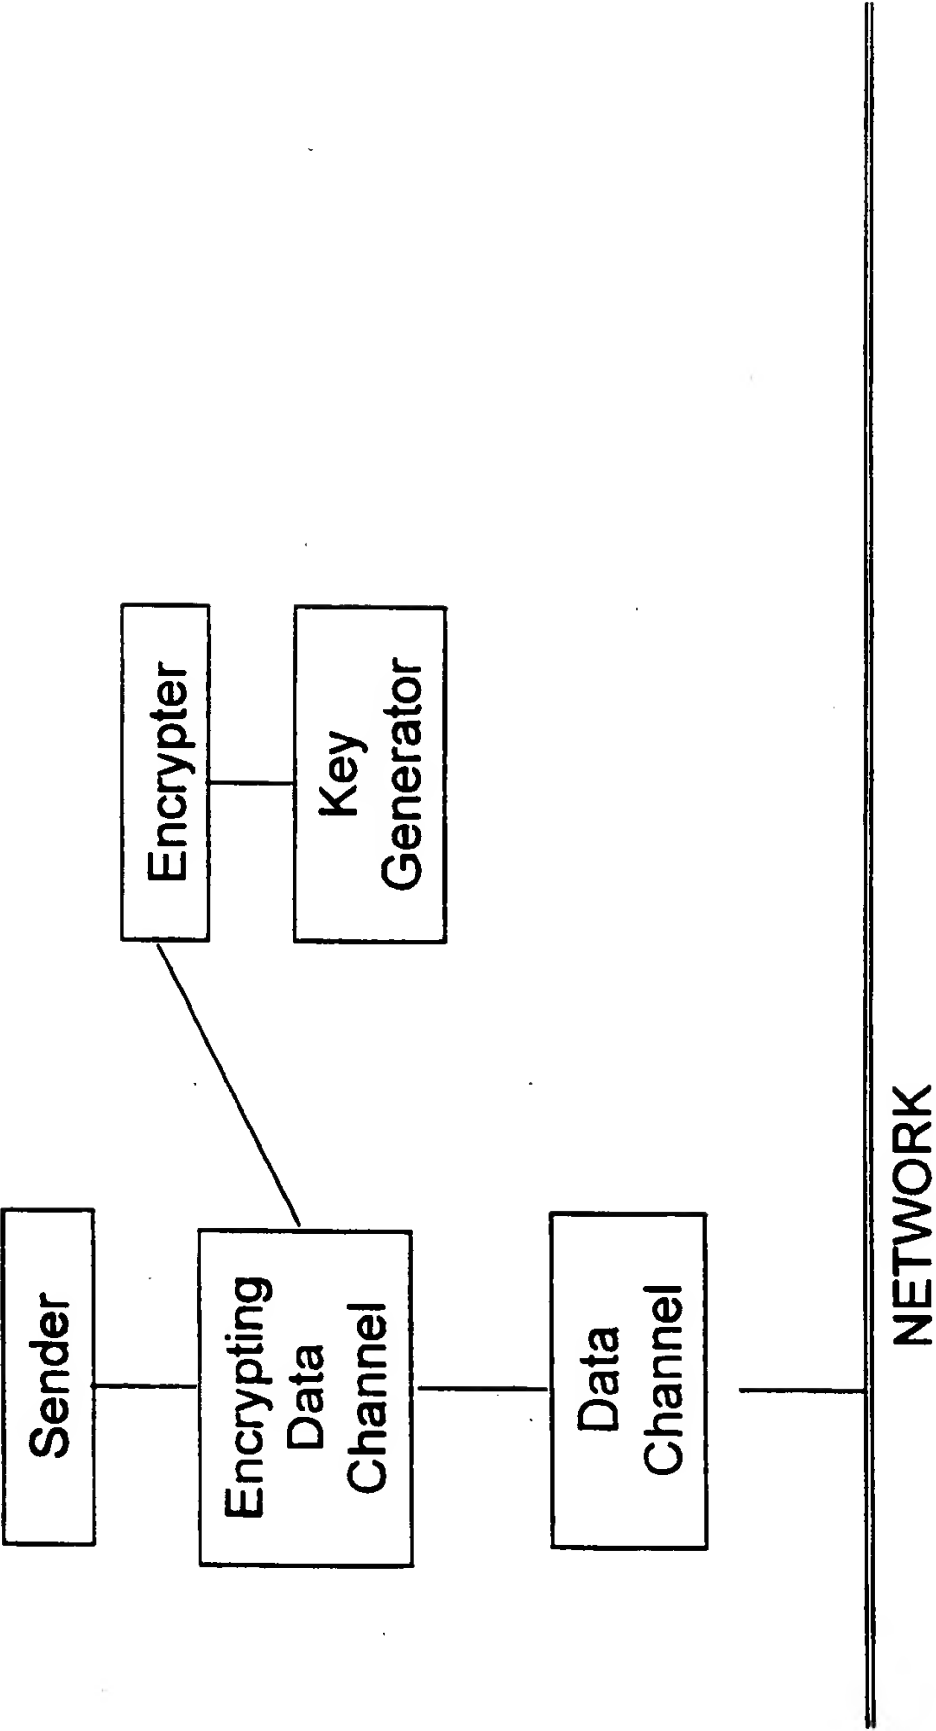 Sender
Encrypting
Data
Channel
Data
Channel
Encrypter
Key
Generator
NETWORK